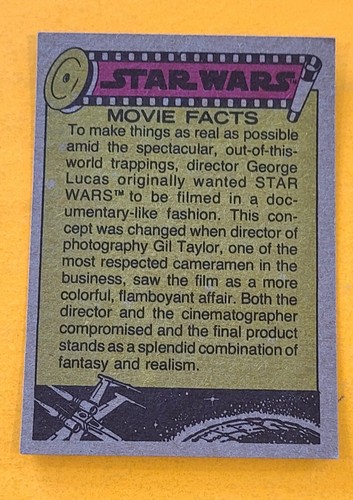 STAR WARS
MOVIE FACTS
To make things as real as possible
amid the spectacular, out-of-this-
world trappings, director George
Lucas originally wanted STAR
WARS™ to be filmed in a doc-
umentary-like fashion. This con-
cept was changed when director of
photography Gil Taylor, one of the
most respected cameramen in the
business, saw the film as a more
colorful, flamboyant affair. Both the
director and the cinematographer
compromised and the final product
stands as a splendid combination of
fantasy and realism.